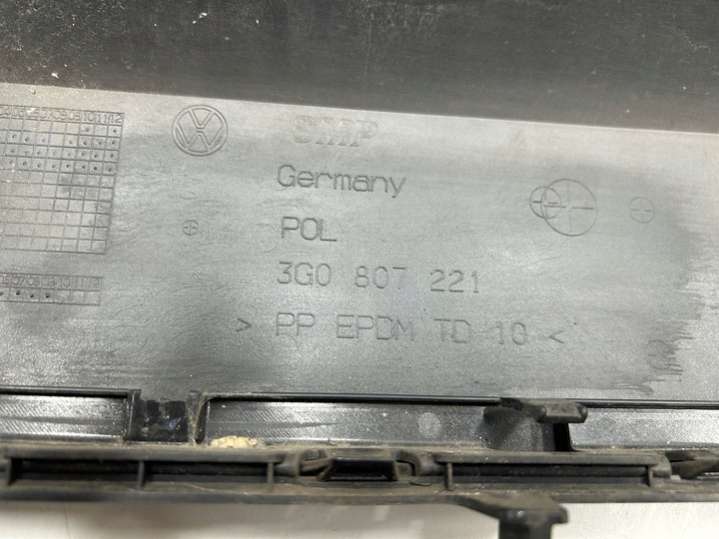 SMP
Germany
POL
3G0 807 221
> PP EPDM TD 10 <